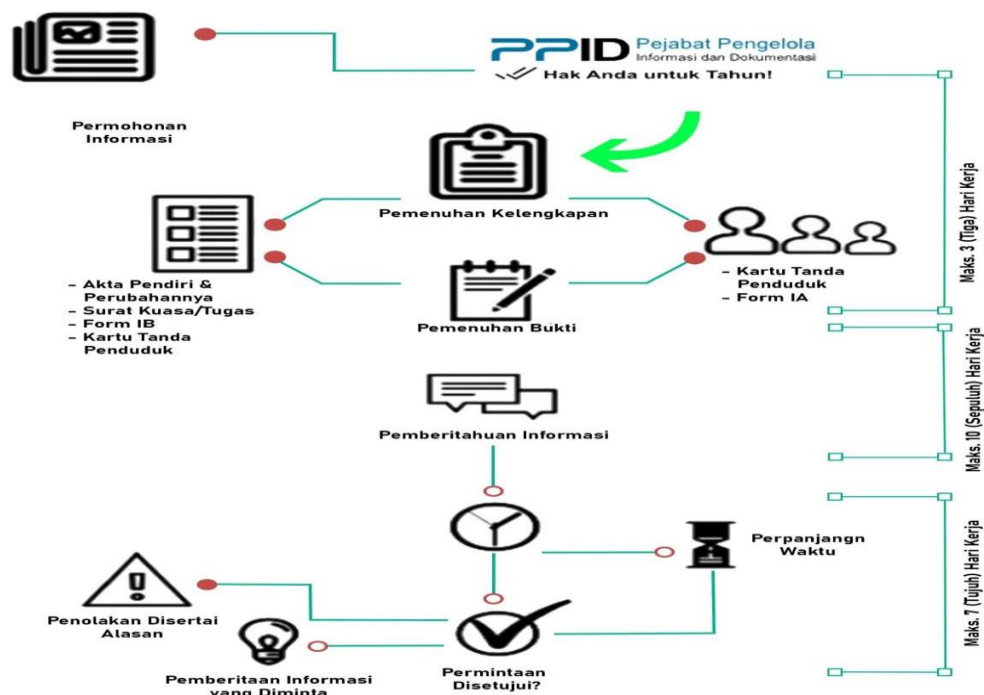 PPID Pejabat Pengelola
Informasi dan Dokumentasi
Hak Anda untuk Tahun!
Permohonan
Informasi
Pemenuhan Kelengkapan
- Akta Pendiri &
Perubahannya
- Surat Kuasa/Tugas
- Form IB
- Kartu Tanda
Penduduk
Pemenuhan Bukti
- Kartu Tanda
Penduduk
- Form IA
Maks. 3 (Tiga) Hari Kerja
Pemberitahuan Informasi
Maks. 10 (Sepuluh) Hari Kerja
Perpanjangn
Waktu
Maks. 7 (Tujuh) Hari Kerja
Penolakan Disertai
Alasan
Pemberitaan Informasi
yang Diminta
Permintaan
Disetujui?